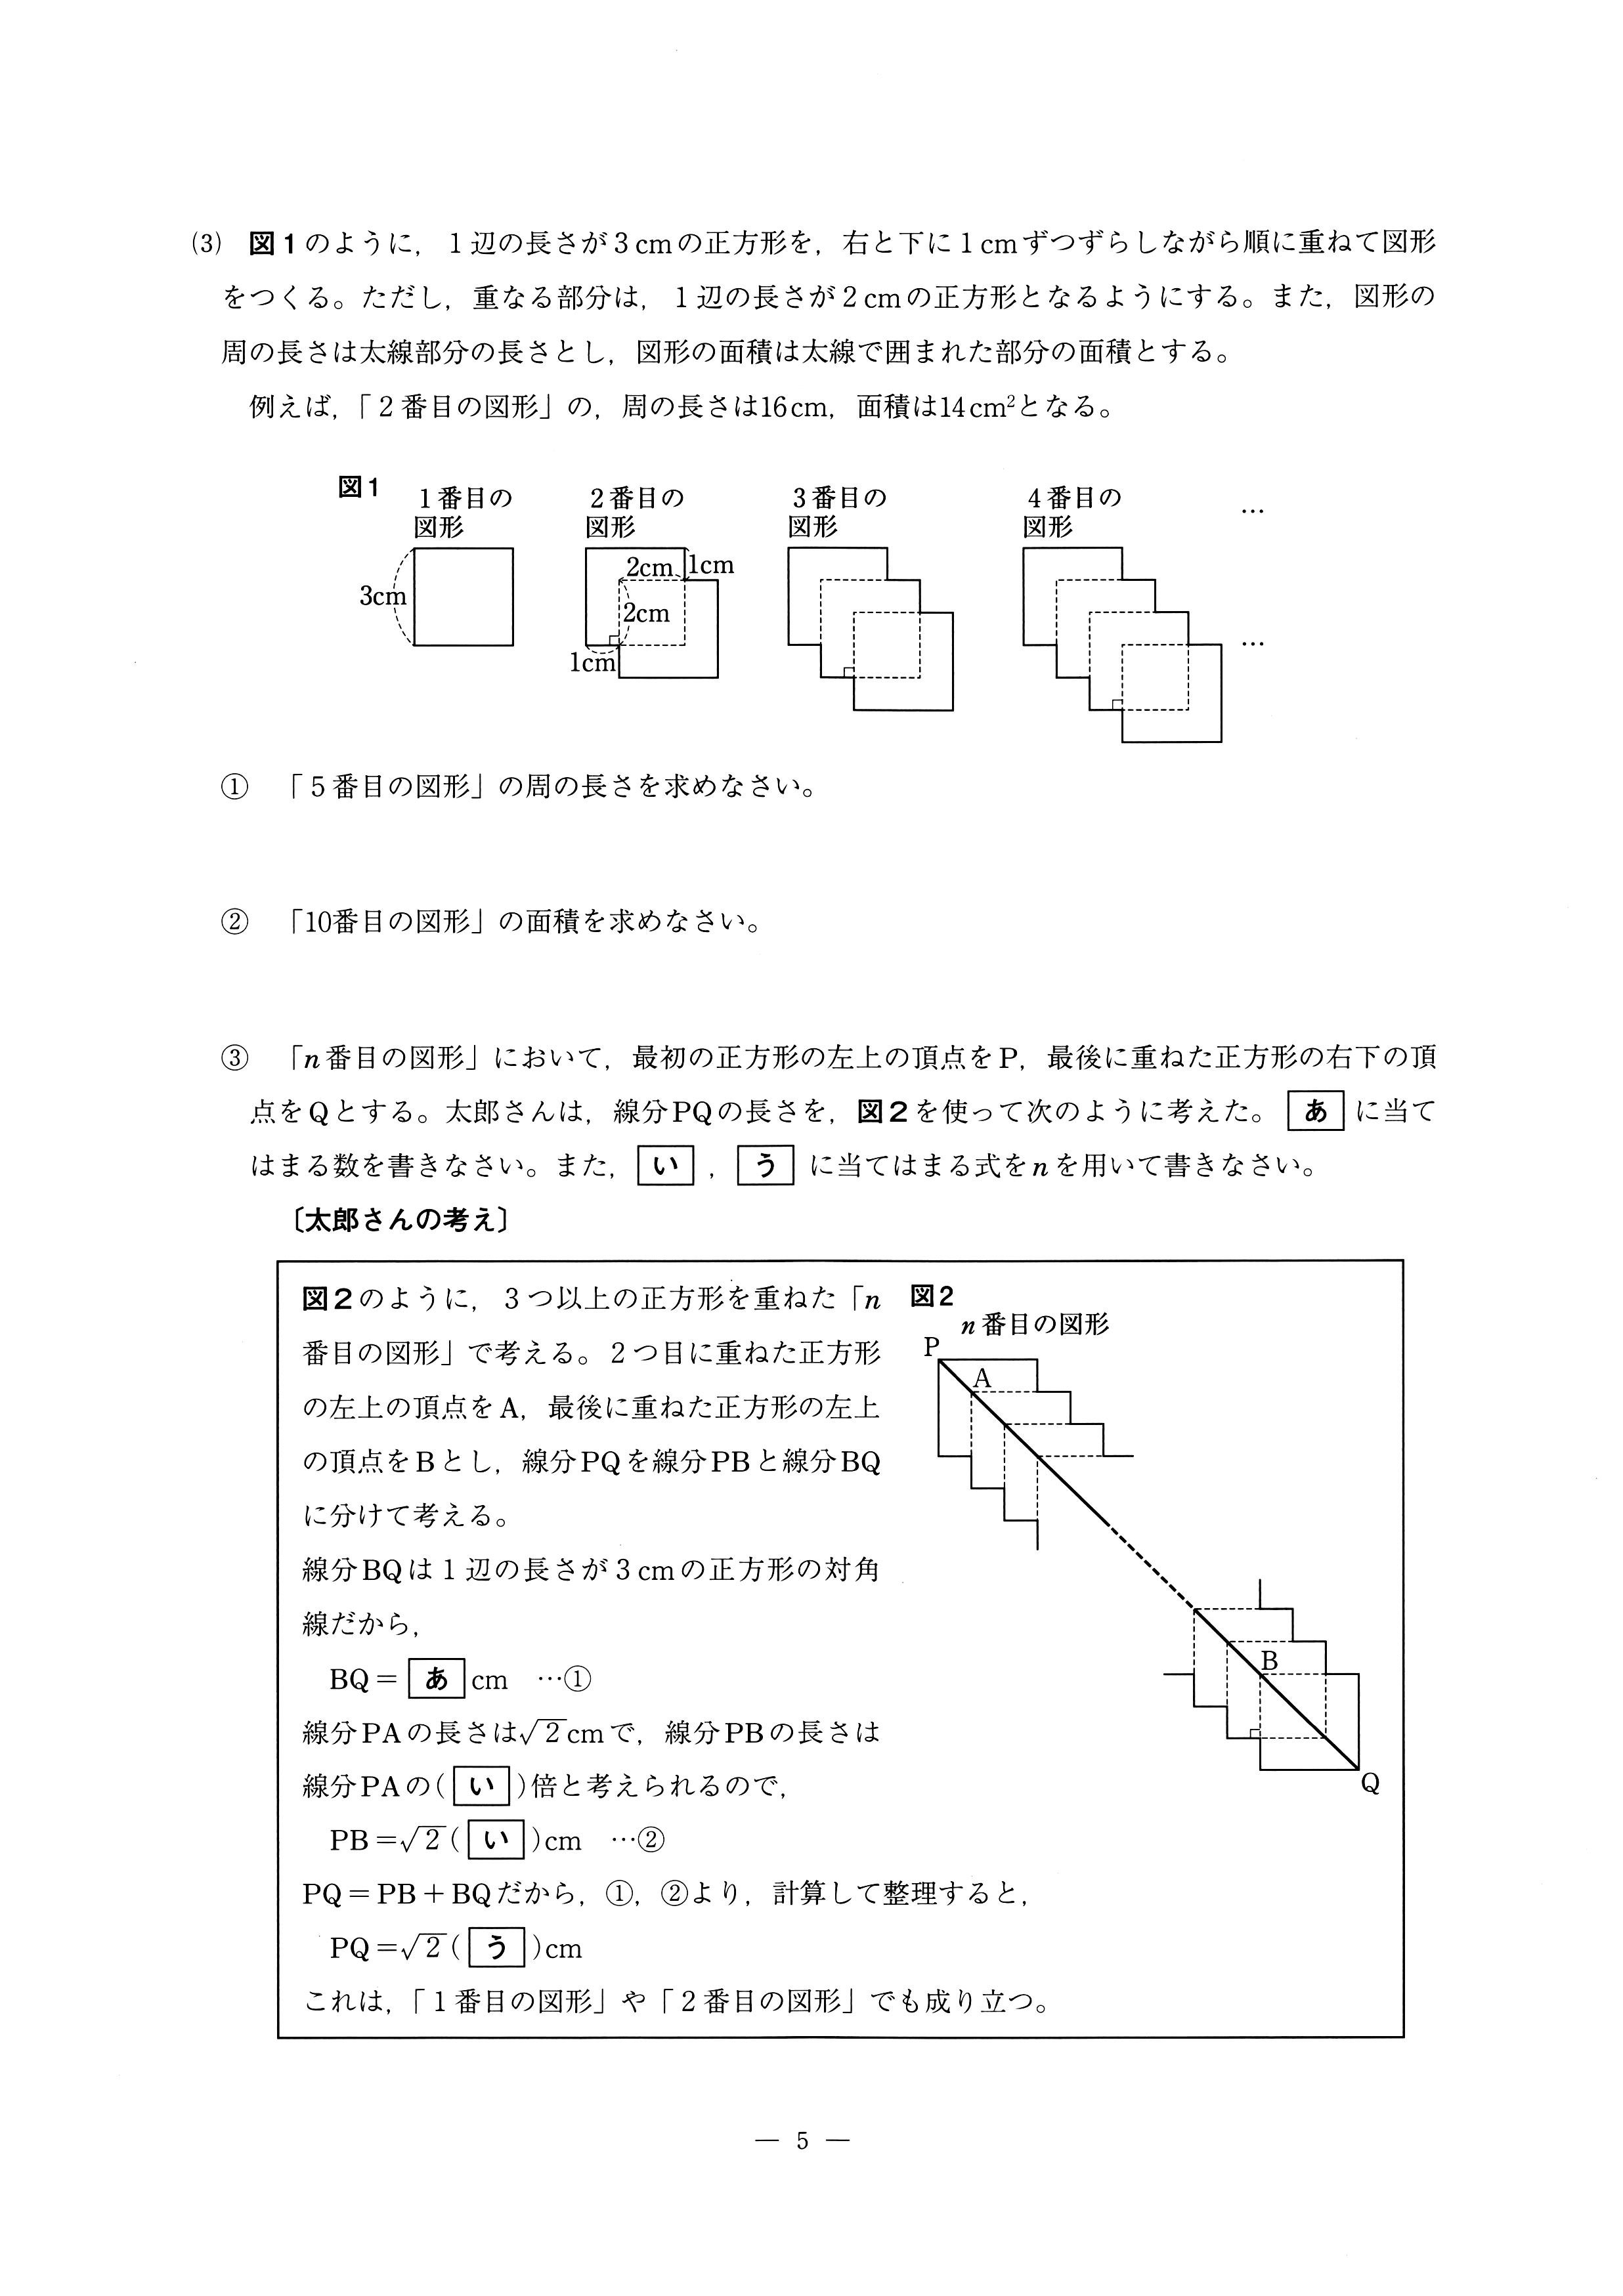 (3) 図1のように，1辺の長さが3cmの正方形を，右と下に1cmずつずらしながら順に重ねて図形
をつくる。ただし，重なる部分は，1辺の長さが2cmの正方形となるようにする。また，図形の
周の長さは太線部分の長さとし，図形の面積は太線で囲まれた部分の面積とする。
例えば，「2番目の図形」の，周の長さは16cm，面積は14cm²となる。
図1
1番目の
図形
2番目の
図形
3番目の
図形
4番目の
図形
…
3cm
2cm
1cm
2cm
1cm
…
① 「5番目の図形」の周の長さを求めなさい。
② 「10番目の図形」の面積を求めなさい。
③ 「n番目の図形」において，最初の正方形の左上の頂点をP，最後に重ねた正方形の右下の頂
点をQとする。太郎さんは，線分PQの長さを，図2を使って次のように考えた。 あ に当て
はまる数を書きなさい。また， い ， う に当てはまる式をnを用いて書きなさい。
〔太郎さんの考え〕
図2のように，3つ以上の正方形を重ねた「n
番目の図形」で考える。2つ目に重ねた正方形
の左上の頂点をA，最後に重ねた正方形の左上
の頂点をBとし，線分PQを線分PBと線分BQ
に分けて考える。
線分BQは1辺の長さが3cmの正方形の対角
線だから，
BQ＝ あ cm …①
線分PAの長さは√2cmで，線分PBの長さは
線分PAの( い )倍と考えられるので，
PB＝√2( い )cm …②
PQ＝PB＋BQだから，①，②より，計算して整理すると，
PQ＝√2( う )cm
これは，「1番目の図形」や「2番目の図形」でも成り立つ。
図2
n番目の図形
P
A
B
Q
― 5 ―